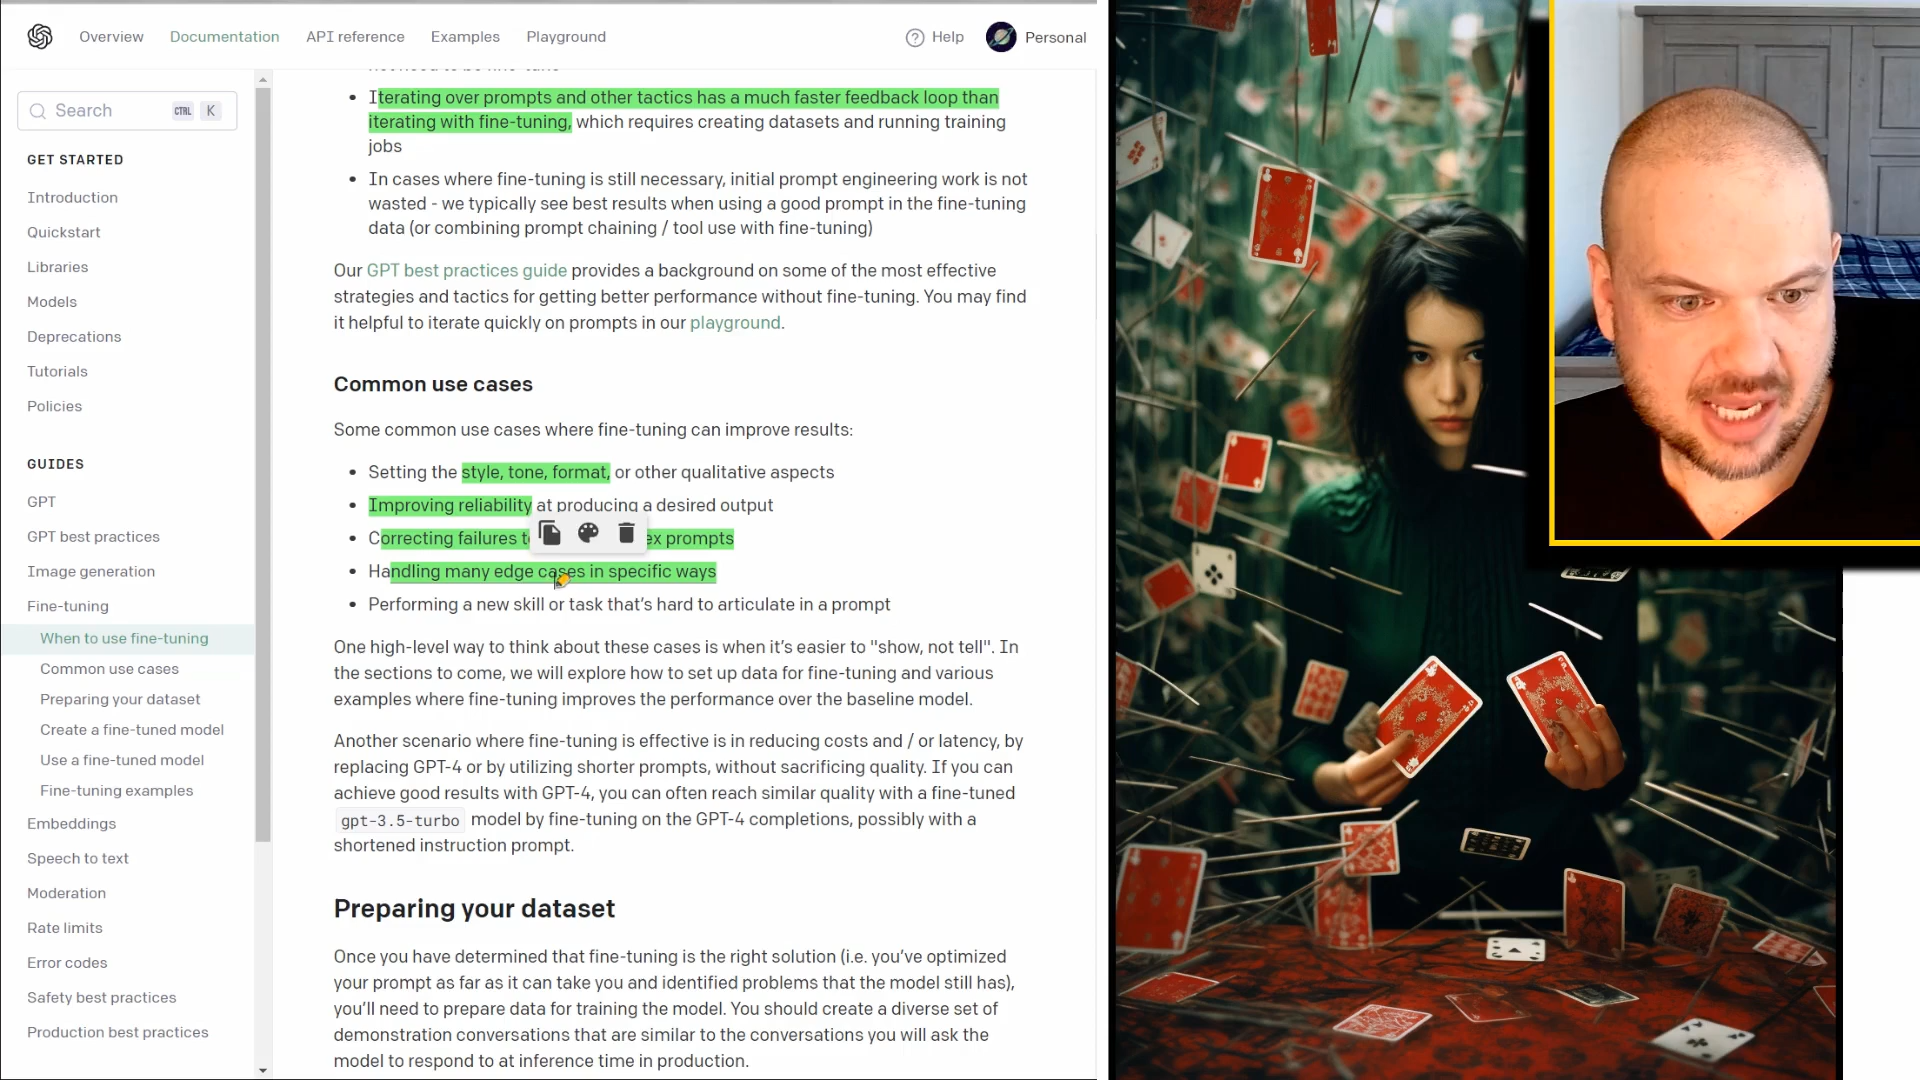 Overview Documentation API reference Examples Playground Help Personal
Search CTRL K
GET STARTED
Introduction
Quickstart
Libraries
Models
Deprecations
Tutorials
Policies
GUIDES
GPT
GPT best practices
Image generation
Fine-tuning
When to use fine-tuning
Common use cases
Preparing your dataset
Create a fine-tuned model
Use a fine-tuned model
Fine-tuning examples
Embeddings
Speech to text
Moderation
Rate limits
Error codes
Safety best practices
Production best practices
Iterating over prompts and other tactics has a much faster feedback loop than
iterating with fine-tuning, which requires creating datasets and running training
jobs
In cases where fine-tuning is still necessary, initial prompt engineering work is not
wasted - we typically see best results when using a good prompt in the fine-tuning
data (or combining prompt chaining / tool use with fine-tuning)
Our GPT best practices guide provides a background on some of the most effective
strategies and tactics for getting better performance without fine-tuning. You may find
it helpful to iterate quickly on prompts in our playground.
Common use cases
Some common use cases where fine-tuning can improve results:
Setting the style, tone, format, or other qualitative aspects
Improving reliability at producing a desired output
Correcting failures prompts
Handling many edge cases in specific ways
Performing a new skill or task that's hard to articulate in a prompt
One high-level way to think about these cases is when it's easier to "show, not tell". In
the sections to come, we will explore how to set up data for fine-tuning and various
examples where fine-tuning improves the performance over the baseline model.
Another scenario where fine-tuning is effective is in reducing costs and / or latency, by
replacing GPT-4 or by utilizing shorter prompts, without sacrificing quality. If you can
achieve good results with GPT-4, you can often reach similar quality with a fine-tuned
gpt-3.5-turbo model by fine-tuning on the GPT-4 completions, possibly with a
shortened instruction prompt.
Preparing your dataset
Once you have determined that fine-tuning is the right solution (i.e. you've optimized
your prompt as far as it can take you and identified problems that the model still has),
you'll need to prepare data for training the model. You should create a diverse set of
demonstration conversations that are similar to the conversations you will ask the
model to respond to at inference time in production.